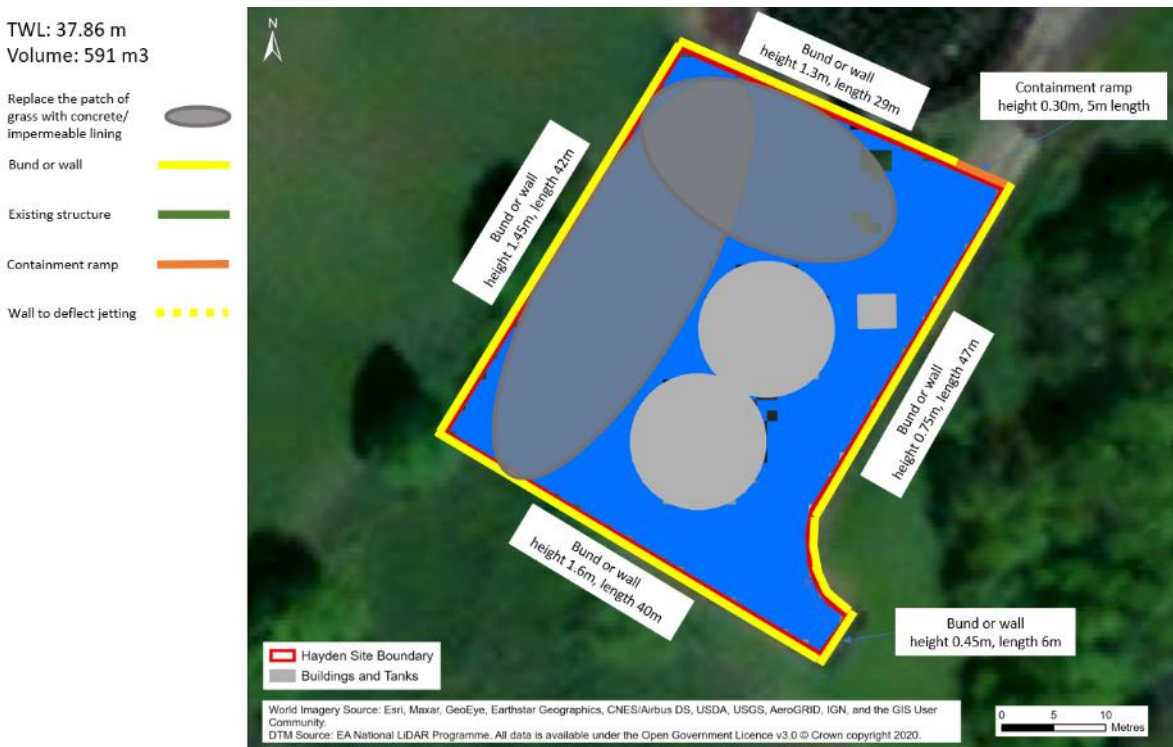 TWL: 37.86 m
Volume: 591 m3
Replace the patch of
grass with concrete/
impermeable lining
Bund or wall
Existing structure
Containment ramp
Wall to deflect jetting
N
Bund or wall
height 1.3m, length 29m
Containment ramp
height 0.30m, 5m length
Bund or wall
height 1.45m, length 42m
Bund or wall
height 0.75m, length 47m
Bund or wall
height 1.6m, length 40m
Bund or wall
height 0.45m, length 6m
Hayden Site Boundary
Buildings and Tanks
World Imagery Source: Esri, Maxar, GeoEye, Earthstar Geographics, CNES/Airbus DS, USDA, USGS, AeroGRID, IGN, and the GIS User
Community.
DTM Source: EA National LiDAR Programme. All data is available under the Open Government Licence v3.0 © Crown copyright 2020.
0 5 10
Metres